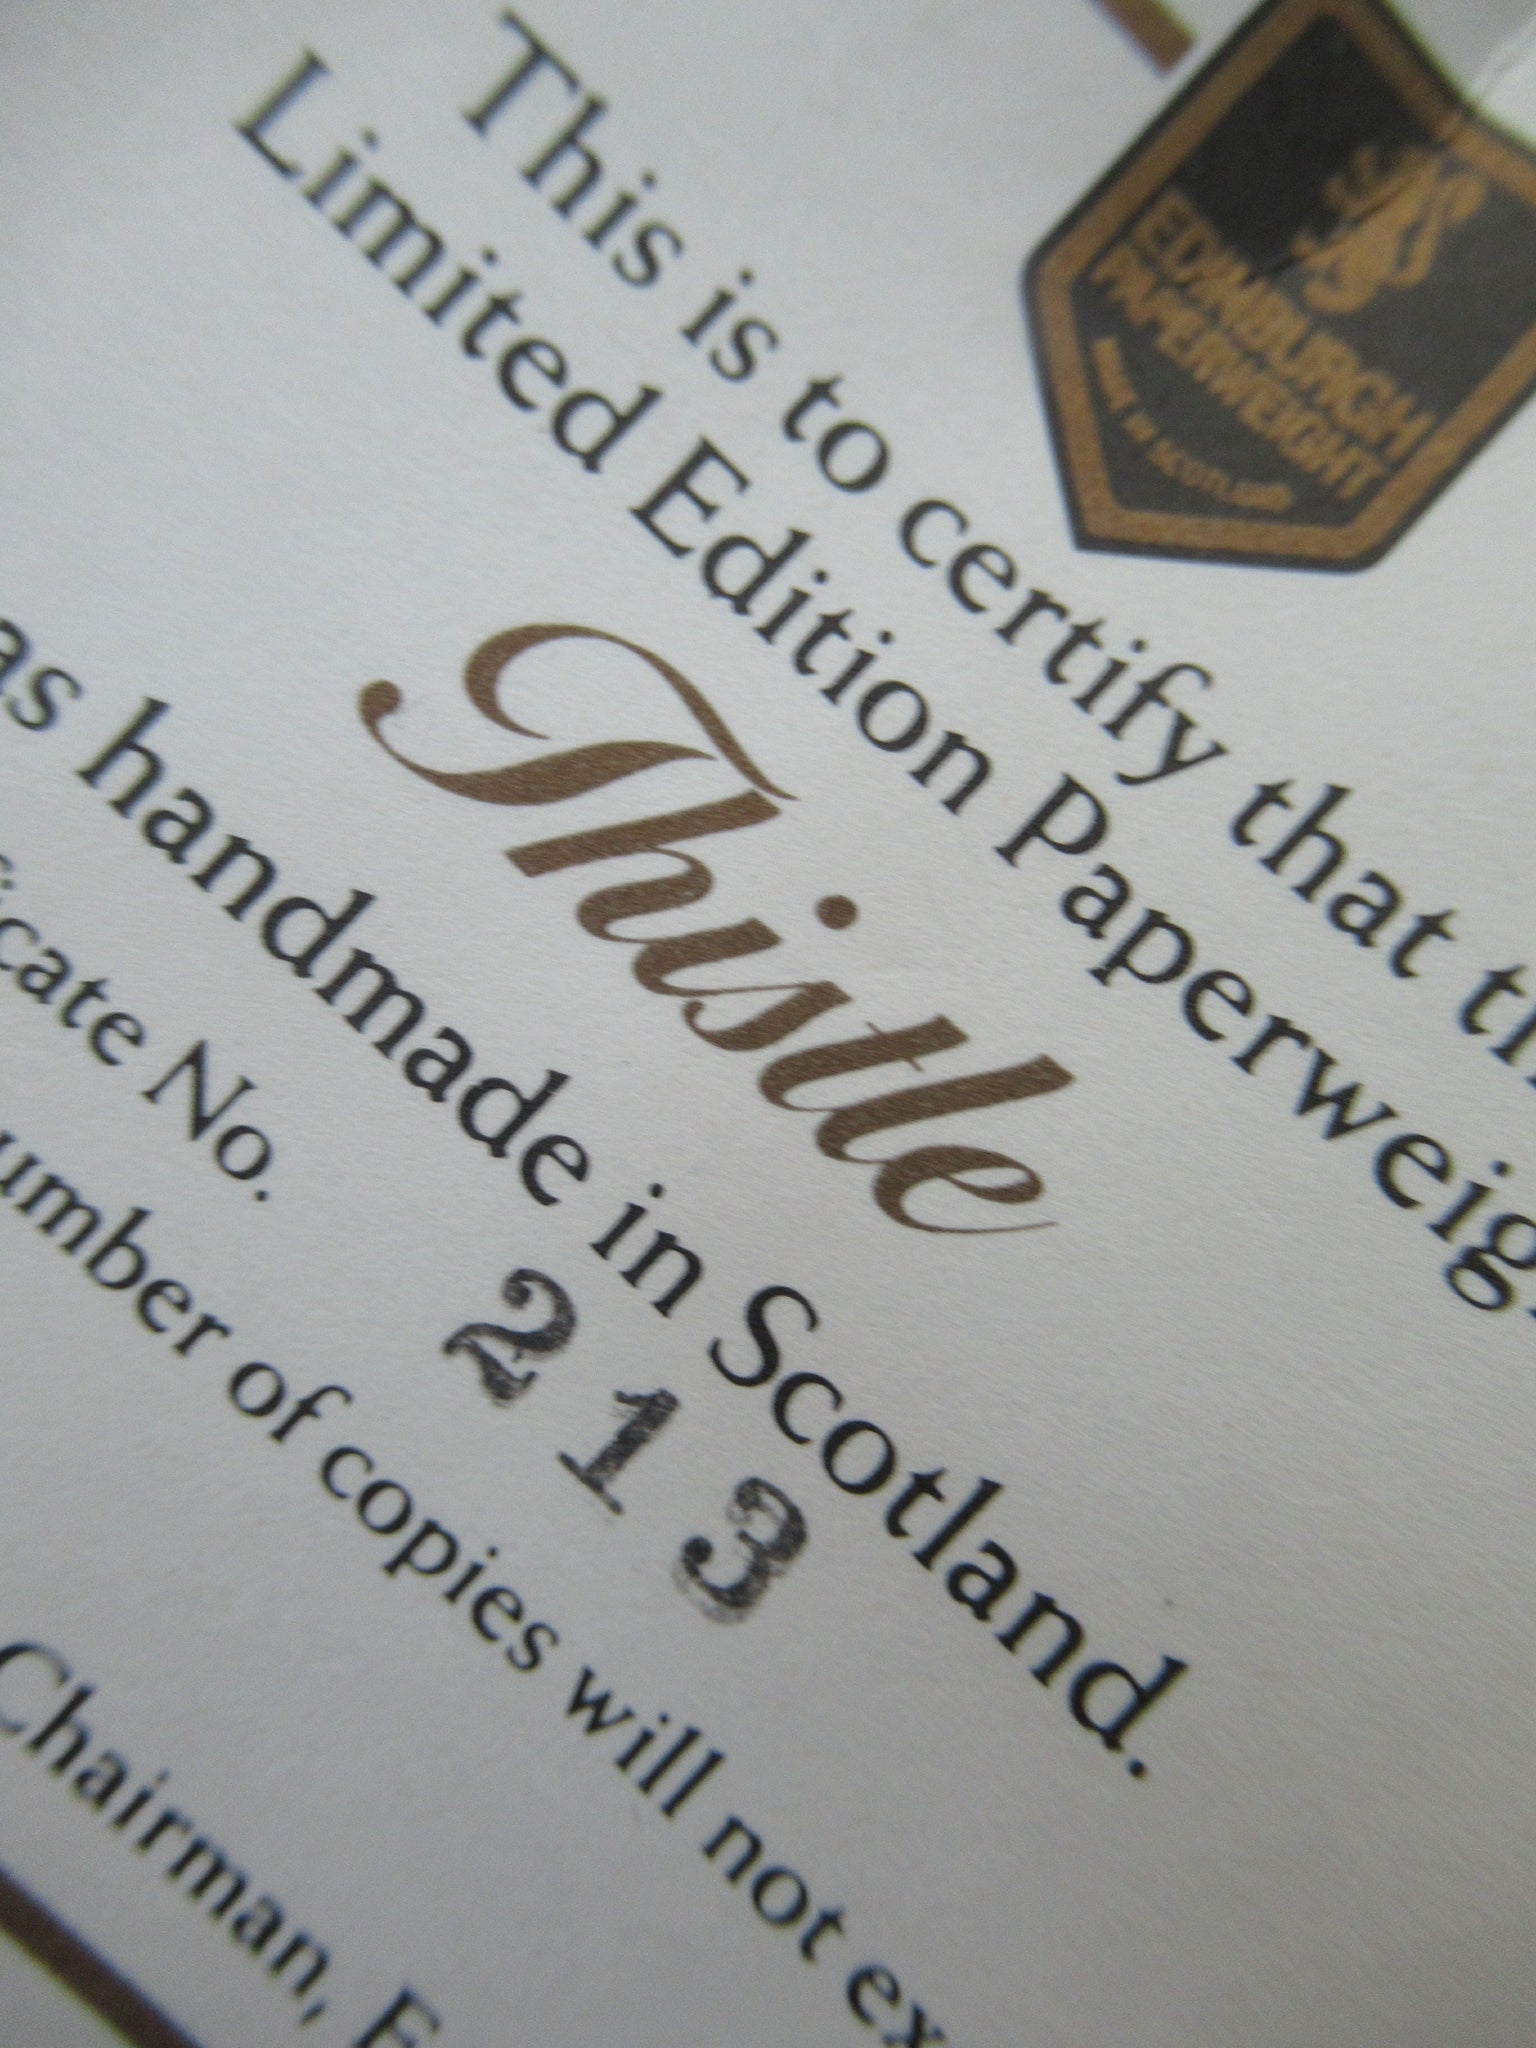 EDINBURGH
PAPERWEIGHT
MADE IN SCOTLAND
This is to certify that th
Limited Edition Paperweigh
Thistle
as handmade in Scotland.
ficate No. 213
umber of copies will not ex
Chairman, E